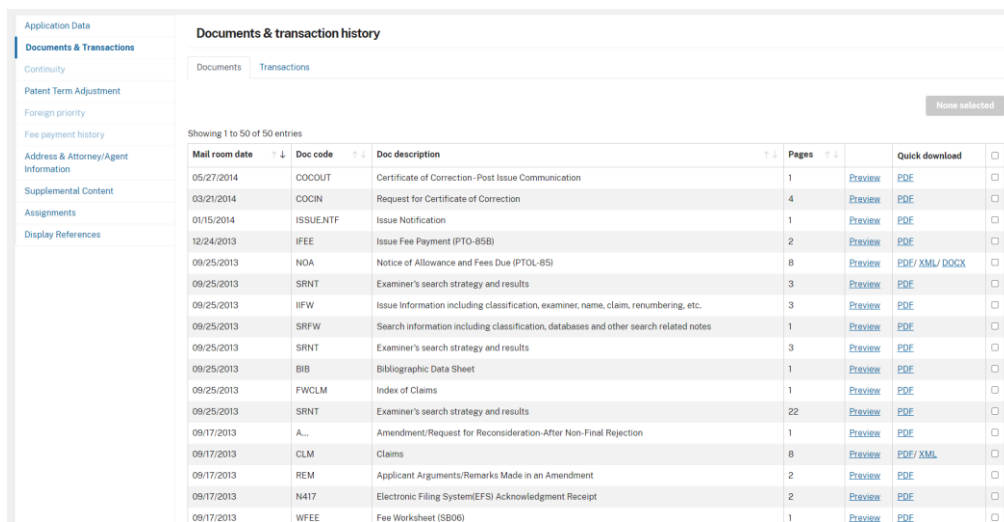 Application Data
Documents & Transactions
Continuity
Patent Term Adjustment
Foreign priority
Fee payment history
Address & Attorney/Agent
Information
Supplemental Content
Assignments
Display References
Documents & transaction history
Documents Transactions
None selected
Showing 1 to 50 of 50 entries
Mail room date Doc code Doc description Pages Quick download
05/27/2014 COCOUT Certificate of Correction-Post Issue Communication 1 Preview PDF
03/21/2014 COCIN Request for Certificate of Correction 4 Preview PDF
01/15/2014 ISSUE.NTF Issue Notification 1 Preview PDF
12/24/2013 IFEE Issue Fee Payment (PTO-85B) 2 Preview PDF
09/25/2013 NOA Notice of Allowance and Fees Due (PTOL-85) 8 Preview PDF/ XML/ DOCX
09/25/2013 SRNT Examiner's search strategy and results 3 Preview PDF
09/25/2013 IIFW Issue Information including classification, examiner, name, claim, renumbering, etc. 3 Preview PDF
09/25/2013 SRFW Search information including classification, databases and other search related notes 1 Preview PDF
09/25/2013 SRNT Examiner's search strategy and results 3 Preview PDF
09/25/2013 BIB Bibliographic Data Sheet 1 Preview PDF
09/25/2013 FWCLM Index of Claims 1 Preview PDF
09/25/2013 SRNT Examiner's search strategy and results 22 Preview PDF
09/17/2013 A... Amendment/Request for Reconsideration-After Non-Final Rejection 1 Preview PDF
09/17/2013 CLM Claims 8 Preview PDF/ XML
09/17/2013 REM Applicant Arguments/Remarks Made in an Amendment 2 Preview PDF
09/17/2013 N417 Electronic Filing System(EFS) Acknowledgment Receipt 2 Preview PDF
09/17/2013 WFEE Fee Worksheet (SB06) 1 Preview PDF